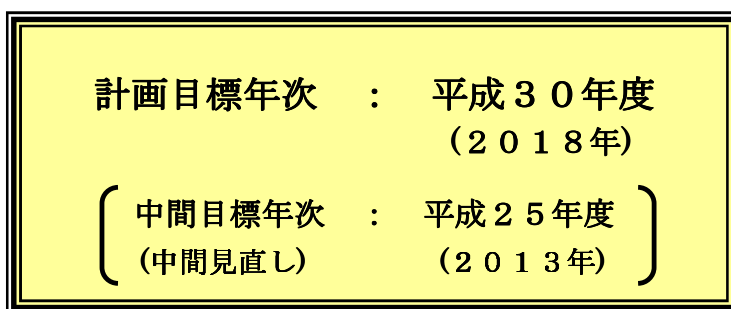 計画目標年次　：　平成３０年度
(２０１８年)
中間目標年次　：　平成２５年度
(中間見直し)　　　(２０１３年)